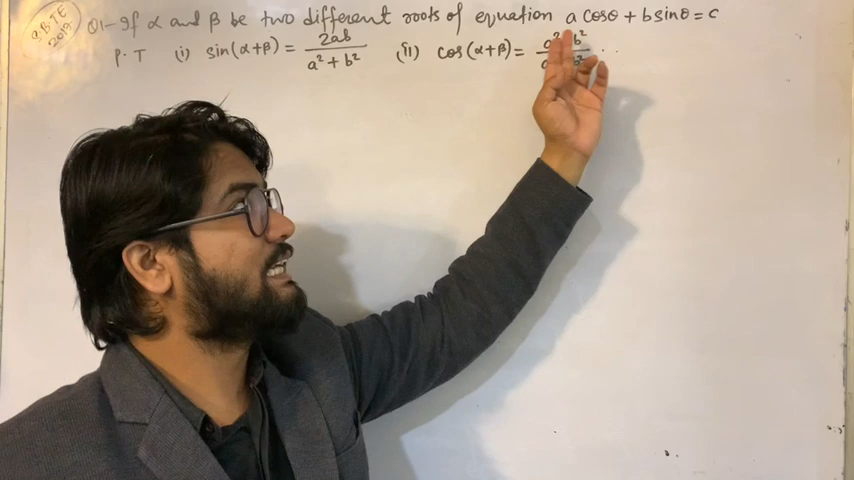 S.B.T.E 2019
Q1- If α and β be two different roots of equation a cosθ + b sinθ = c
P.T (i) sin(α+β) = 2ab / a² + b² (ii) cos(α+β) =